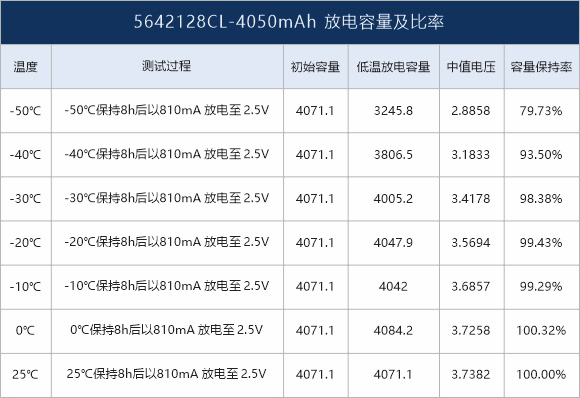 5642128CL-4050mAh 放电容量及比率
温度 测试过程 初始容量 低温放电容量 中值电压 容量保持率
-50℃ -50℃保持8h后以810mA 放电至 2.5V 4071.1 3245.8 2.8858 79.73%
-40℃ -40℃保持8h后以810mA 放电至 2.5V 4071.1 3806.5 3.1833 93.50%
-30℃ -30℃保持8h后以810mA 放电至 2.5V 4071.1 4005.2 3.4178 98.38%
-20℃ -20℃保持8h后以810mA 放电至 2.5V 4071.1 4047.9 3.5694 99.43%
-10℃ -10℃保持8h后以810mA 放电至 2.5V 4071.1 4042 3.6857 99.29%
0℃ 0℃保持8h后以810mA 放电至 2.5V 4071.1 4084.2 3.7258 100.32%
25℃ 25℃保持8h后以810mA 放电至 2.5V 4071.1 4071.1 3.7382 100.00%